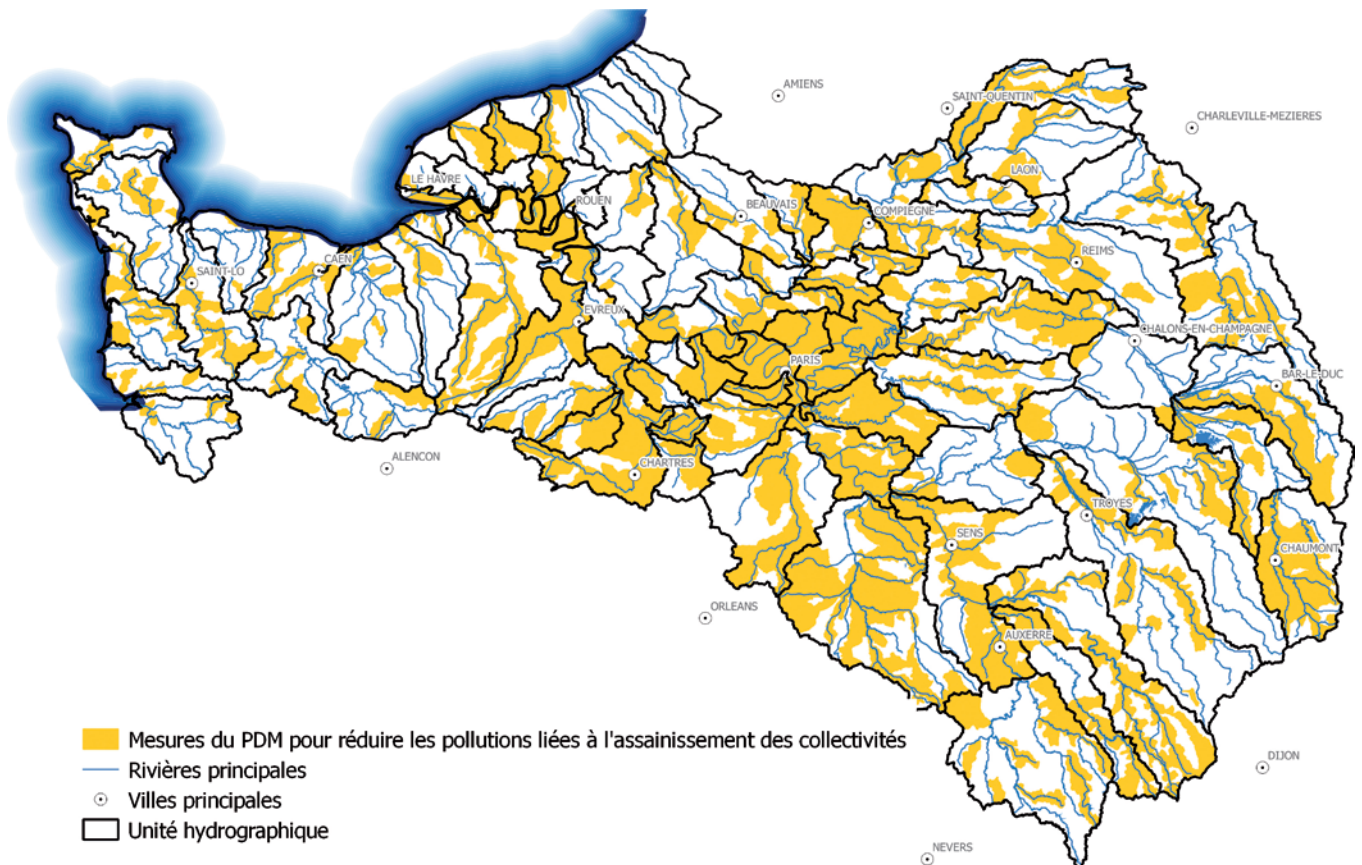 AMIENS
SAINT-QUENTIN
CHARLEVILLE-MEZIERES
LAON
LE HAVRE
ROUEN
BEAUVAIS
COMPIEGNE
REIMS
CAEN
SAINT-LO
EVREUX
CHALONS-EN-CHAMPAGNE
PARIS
BAR-LE-DUC
ALENCON
CHARTRES
TROYES
SENS
CHAUMONT
ORLEANS
AUXERRE
Mesures du PDM pour réduire les pollutions liées à l'assainissement des collectivités
Rivières principales
DIJON
Villes principales
Unité hydrographique
NEVERS